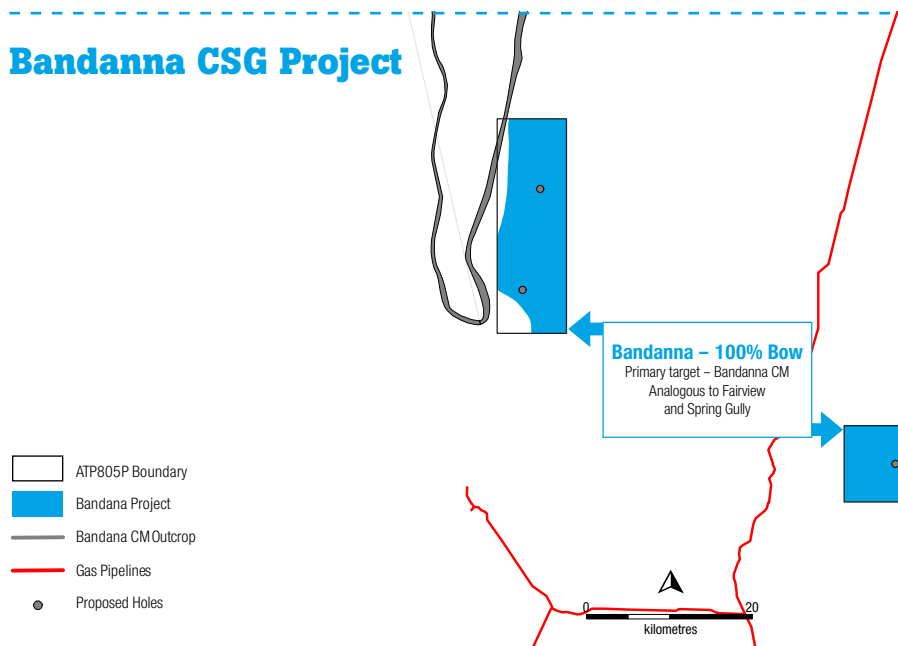 Bandanna CSG Project
Bandanna – 100% Bow
Primary target – Bandanna CM
Analogous to Fairview
and Spring Gully
ATP805P Boundary
Bandana Project
Bandana CM Outcrop
Gas Pipelines
Proposed Holes
0 20
kilometres